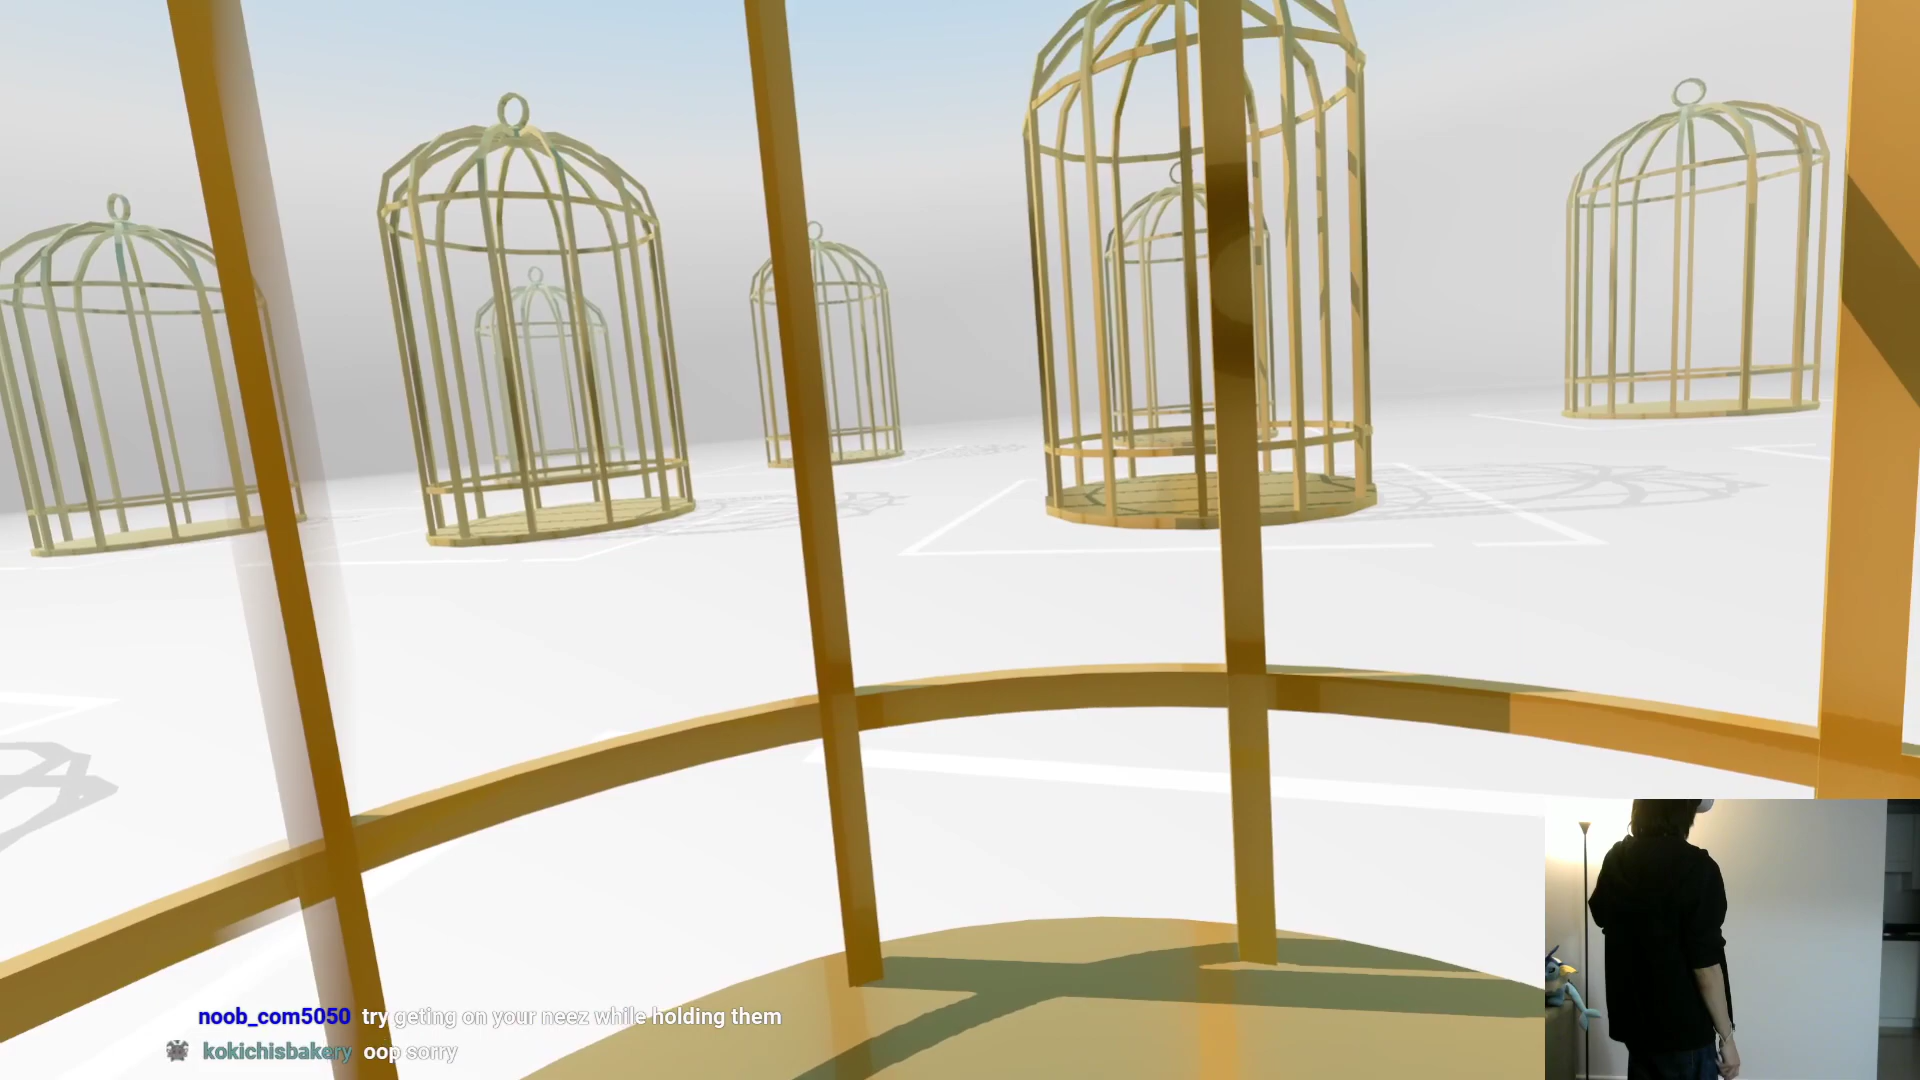 noob_com5050 try geting on your neez while holding them
kokichisbakery oop sorry